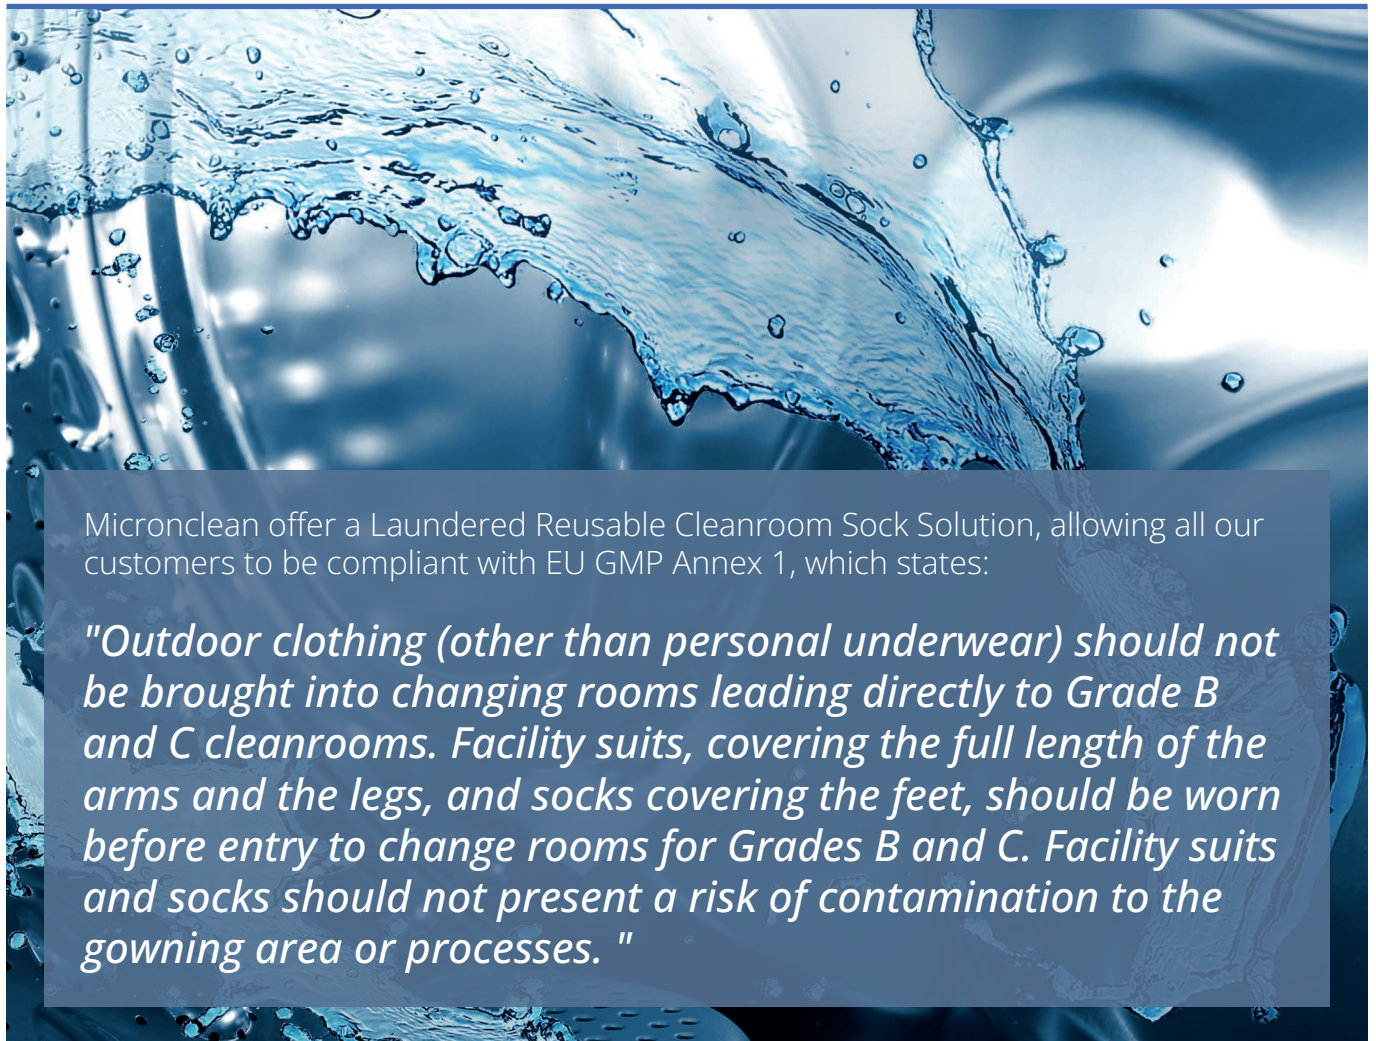 Micronclean offer a Laundered Reusable Cleanroom Sock Solution, allowing all our
customers to be compliant with EU GMP Annex 1, which states:
"Outdoor clothing (other than personal underwear) should not
be brought into changing rooms leading directly to Grade B
and C cleanrooms. Facility suits, covering the full length of the
arms and the legs, and socks covering the feet, should be worn
before entry to change rooms for Grades B and C. Facility suits
and socks should not present a risk of contamination to the
gowning area or processes. "